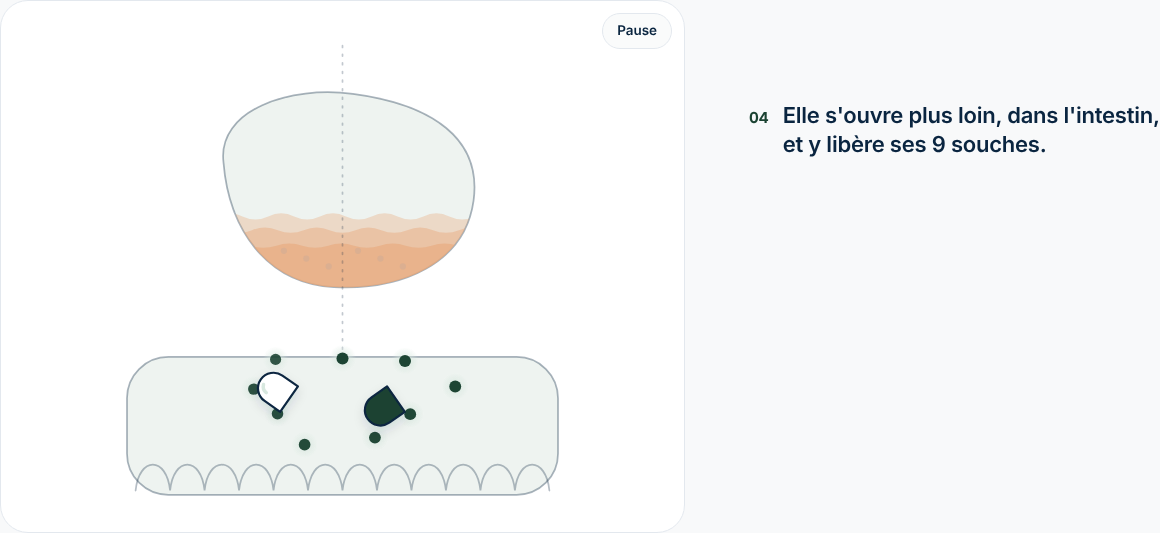 Pause
04 Elle s'ouvre plus loin, dans l'intestin,
et y libère ses 9 souches.